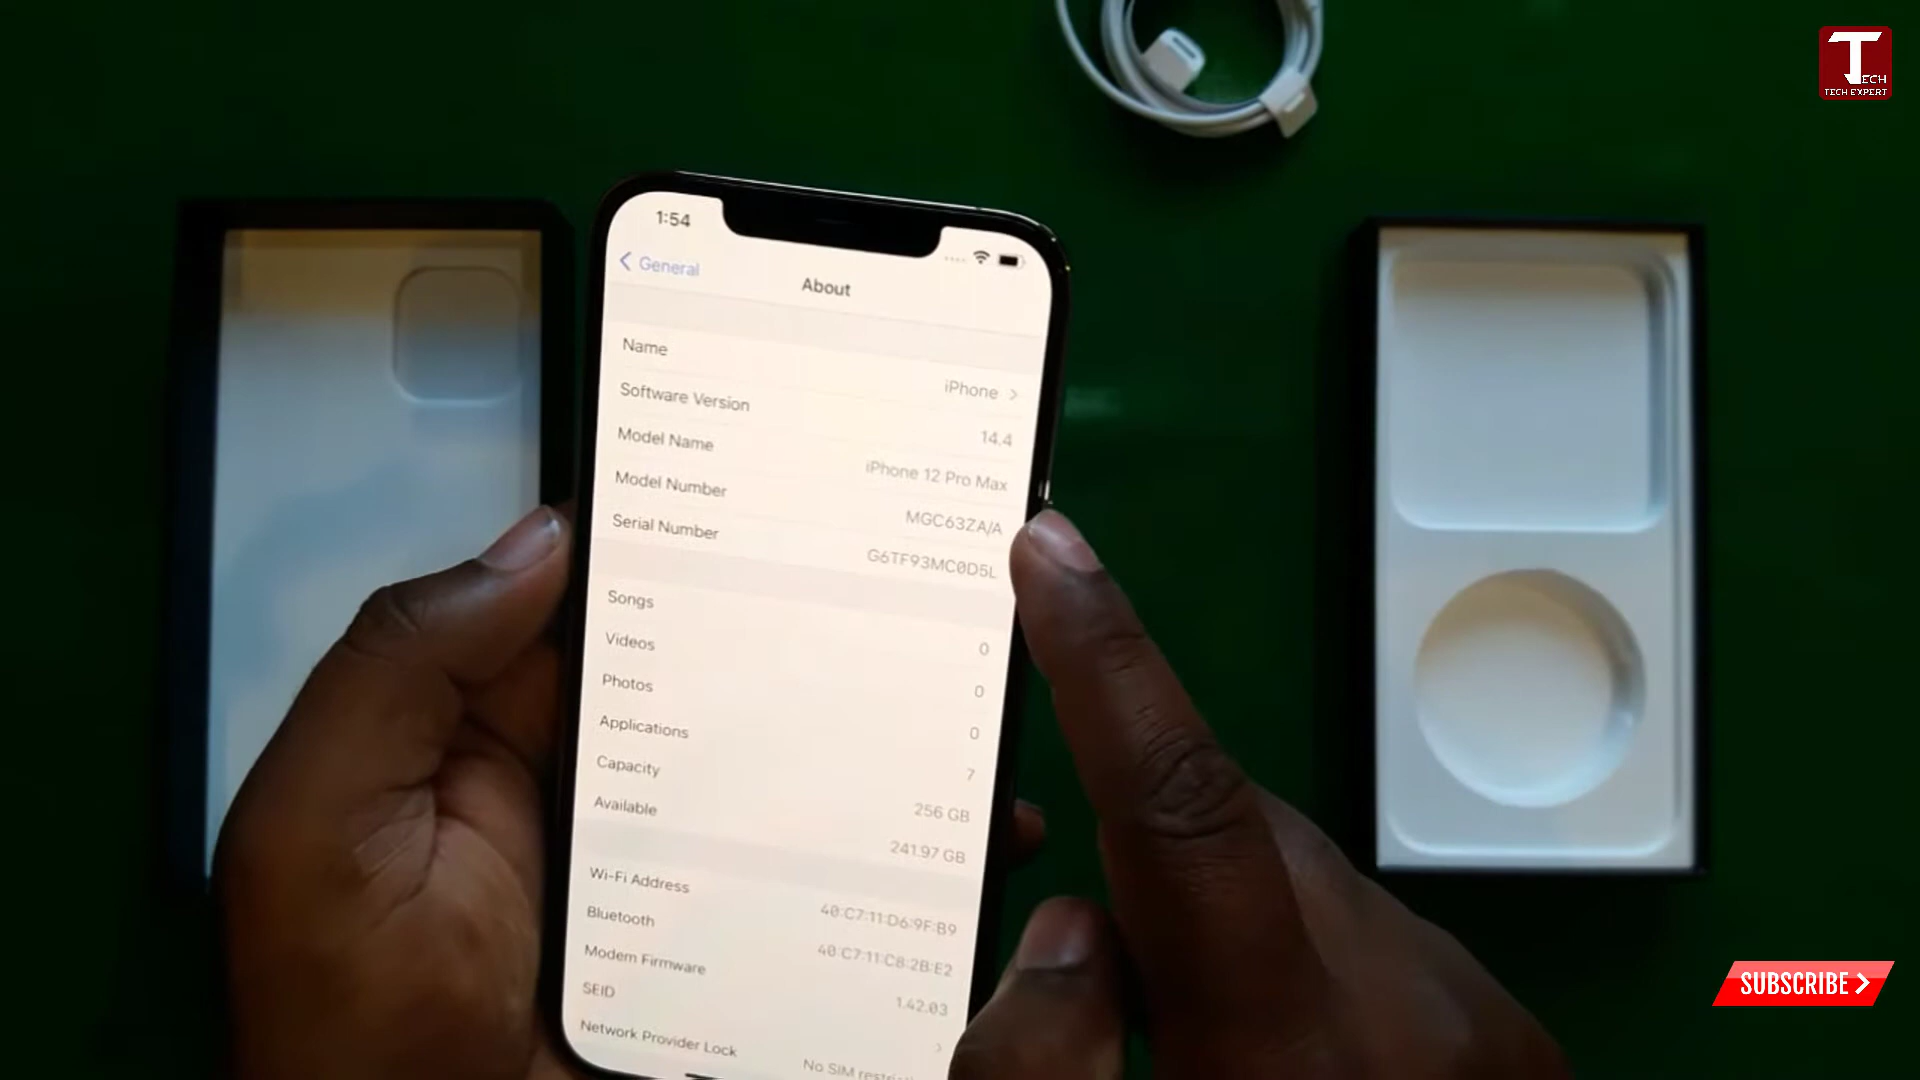 T
ECH
TECH EXPERT
1:54
General
About
Name
iPhone
Software Version
14.4
Model Name
iPhone 12 Pro Max
Model Number
MGC63ZA/A
Serial Number
G6TF93MC0D5L
Songs
0
Videos
0
Photos
0
Applications
7
Capacity
256 GB
Available
241.97 GB
Wi-Fi Address
40:C7:11:D6:9F:B9
Bluetooth
40:C7:11:C8:2B:E2
Modem Firmware
1.42.03
SEID
Network Provider Lock
No SIM
SUBSCRIBE